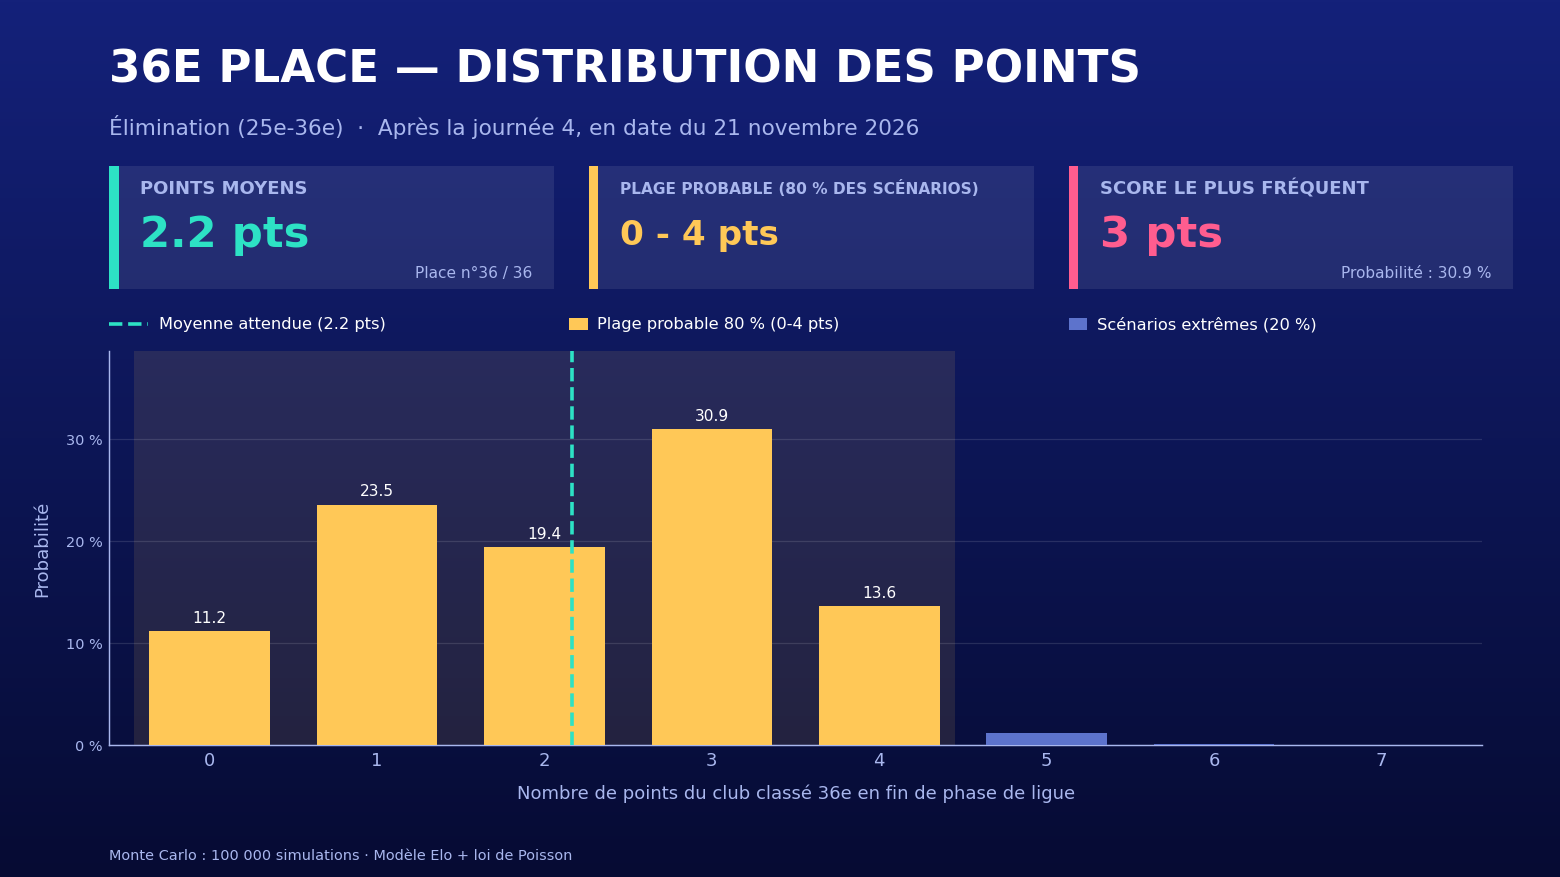 36E PLACE — DISTRIBUTION DES POINTS
Élimination (25e-36e)  ·  Après la journée 4, en date du 21 novembre 2026
POINTS MOYENS
2.2 pts
Place n°36 / 36
PLAGE PROBABLE (80 % DES SCÉNARIOS)
0 - 4 pts
SCORE LE PLUS FRÉQUENT
3 pts
Probabilité : 30.9 %
Moyenne attendue (2.2 pts)
Plage probable 80 % (0-4 pts)
Scénarios extrêmes (20 %)
Probabilité
30 %
20 %
10 %
0 %
11.2
23.5
19.4
30.9
13.6
0
1
2
3
4
5
6
7
Nombre de points du club classé 36e en fin de phase de ligue
Monte Carlo : 100 000 simulations · Modèle Elo + loi de Poisson